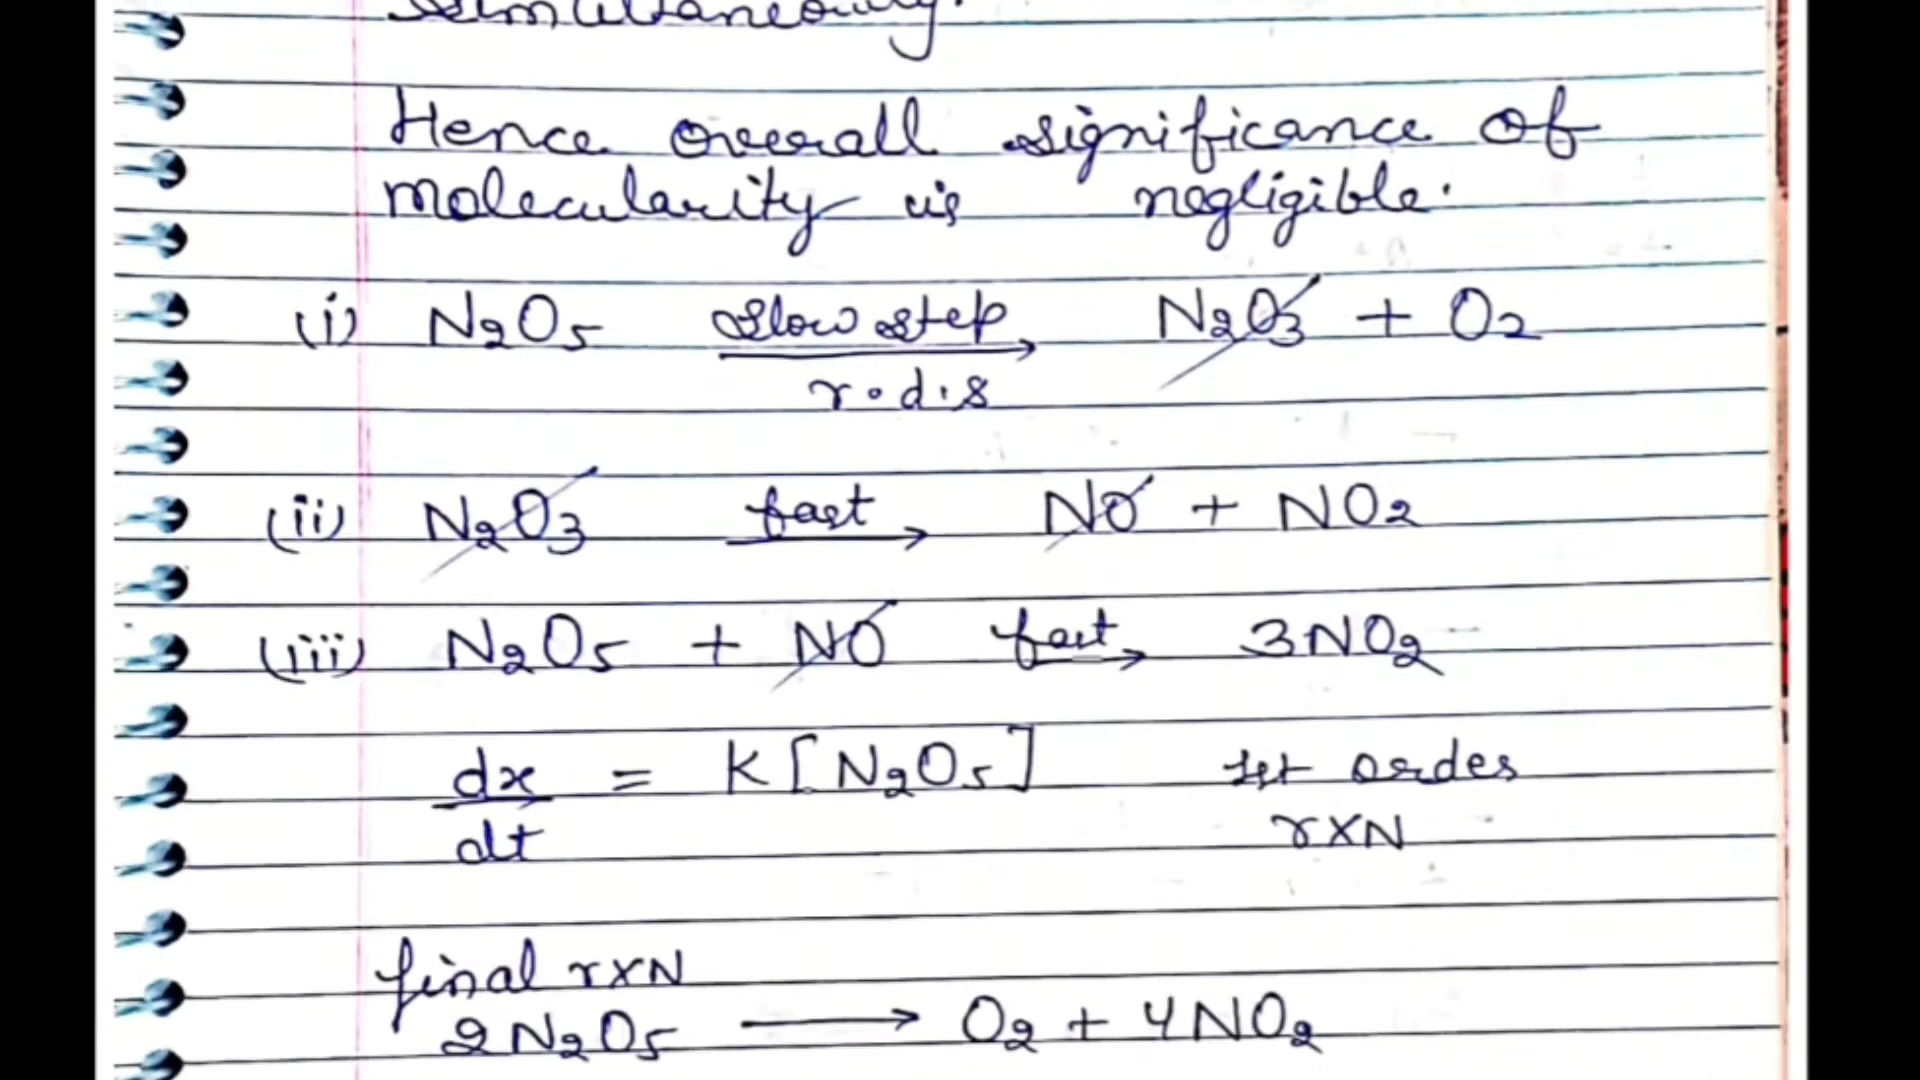 Simultaneously.
Hence overall significance of
molecularity is negligible.
(i) N2O5 slow step r.d.s → N2O3 + O2
(ii) N2O3 fast → NO + NO2
(iii) N2O5 + NO fast → 3NO2
dx/dt = K[N2O5] 1st order
rXN
final rXN
2N2O5 → O2 + 4NO2